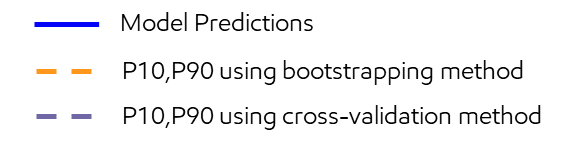 Model Predictions
P10,P90 using bootstrapping method
P10,P90 using cross-validation method